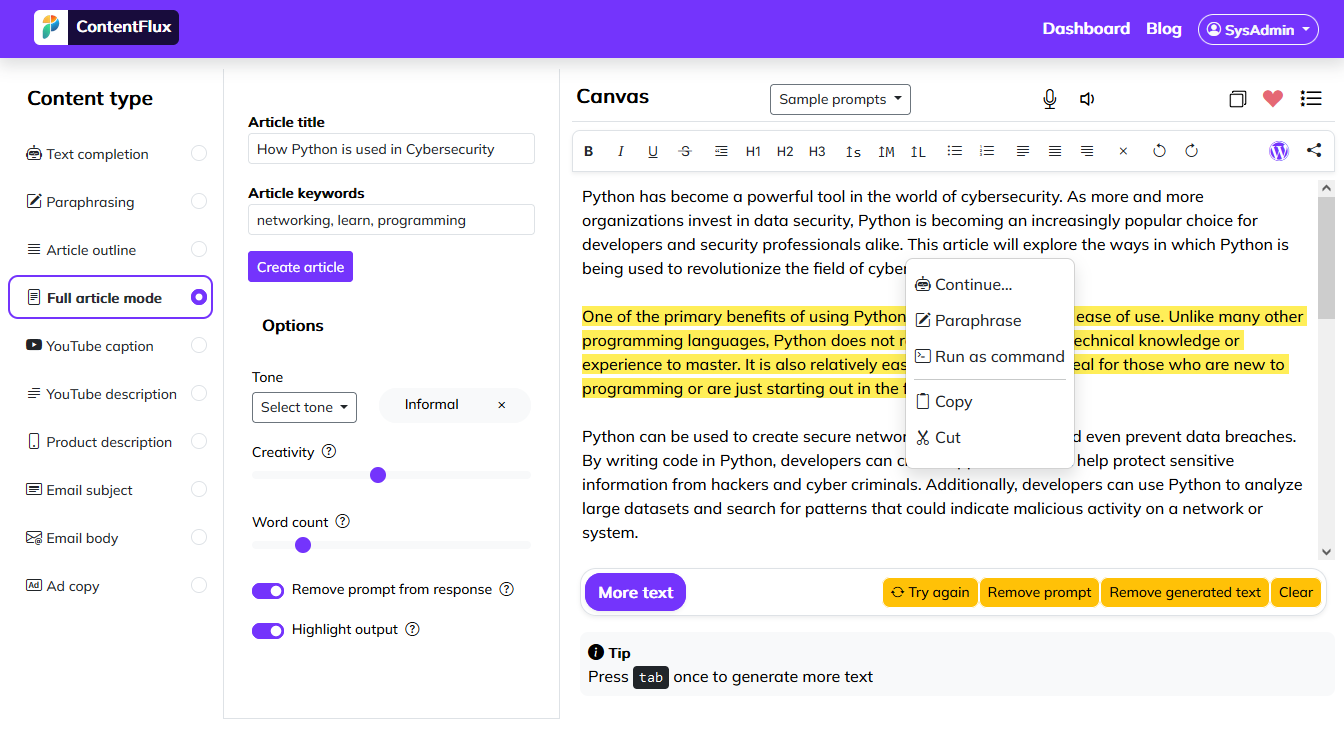 ContentFlux
Dashboard Blog SysAdmin
Content type
Text completion
Paraphrasing
Article outline
Full article mode
YouTube caption
YouTube description
Product description
Email subject
Email body
Ad Ad copy
Article title
How Python is used in Cybersecurity
Article keywords
networking, learn, programming
Create article
Options
Tone
Select tone Informal ×
Creativity ?
Word count ?
Remove prompt from response ?
Highlight output ?
Canvas Sample prompts
B I U S H1 H2 H3 Is IM IL ×
Python has become a powerful tool in the world of cybersecurity. As more and more
organizations invest in data security, Python is becoming an increasingly popular choice for
developers and security professionals alike. This article will explore the ways in which Python is
being used to revolutionize the field of cyber
One of the primary benefits of using Python ease of use. Unlike many other
programming languages, Python does not r technical knowledge or
experience to master. It is also relatively eas eal for those who are new to
programming or are just starting out in the f
Python can be used to create secure networ d even prevent data breaches.
By writing code in Python, developers can c help protect sensitive
information from hackers and cyber criminals. Additionally, developers can use Python to analyze
large datasets and search for patterns that could indicate malicious activity on a network or
system.
Continue...
Paraphrase
Run as command
Copy
Cut
More text Try again Remove prompt Remove generated text Clear
Tip
Press tab once to generate more text